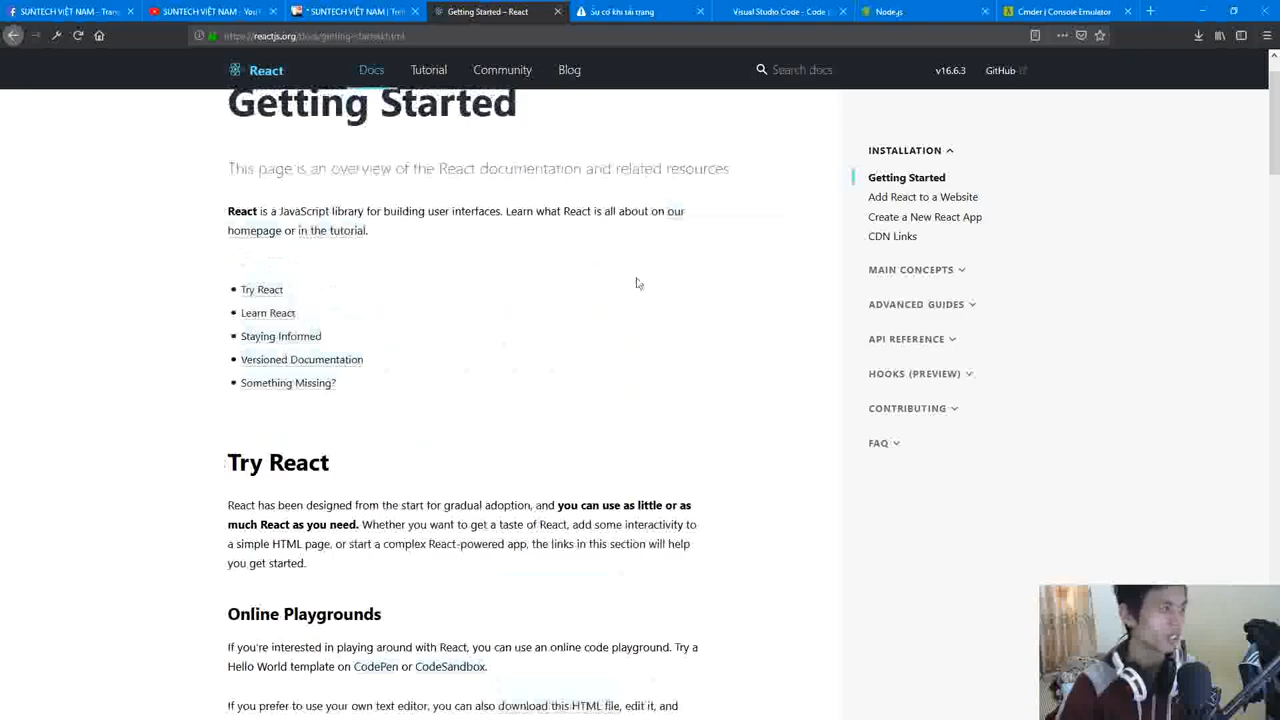 SUNTECH VIỆT NAM – Trang
SUNTECH VIỆT NAM - YouT
* SUNTECH VIỆT NAM | Tr
Getting Started – React
Sự cố khi tải trang
Visual Studio Code - Code
Node.js
Cmder | Console Emulator
https://reactjs.org/docs/getting-started.html
React
Docs
Tutorial
Community
Blog
Search docs
v16.6.3
GitHub
Getting Started
This page is an overview of the React documentation and related resources
React is a JavaScript library for building user interfaces. Learn what React is all about on our
homepage or in the tutorial.
Try React
Learn React
Staying Informed
Versioned Documentation
Something Missing?
Try React
React has been designed from the start for gradual adoption, and you can use as little or as
much React as you need. Whether you want to get a taste of React, add some interactivity to
a simple HTML page, or start a complex React-powered app, the links in this section will help
you get started.
Online Playgrounds
If you're interested in playing around with React, you can use an online code playground. Try a
Hello World template on CodePen or CodeSandbox.
If you prefer to use your own text editor, you can also download this HTML file, edit it, and
INSTALLATION
Getting Started
Add React to a Website
Create a New React App
CDN Links
MAIN CONCEPTS
ADVANCED GUIDES
API REFERENCE
HOOKS (PREVIEW)
CONTRIBUTING
FAQ